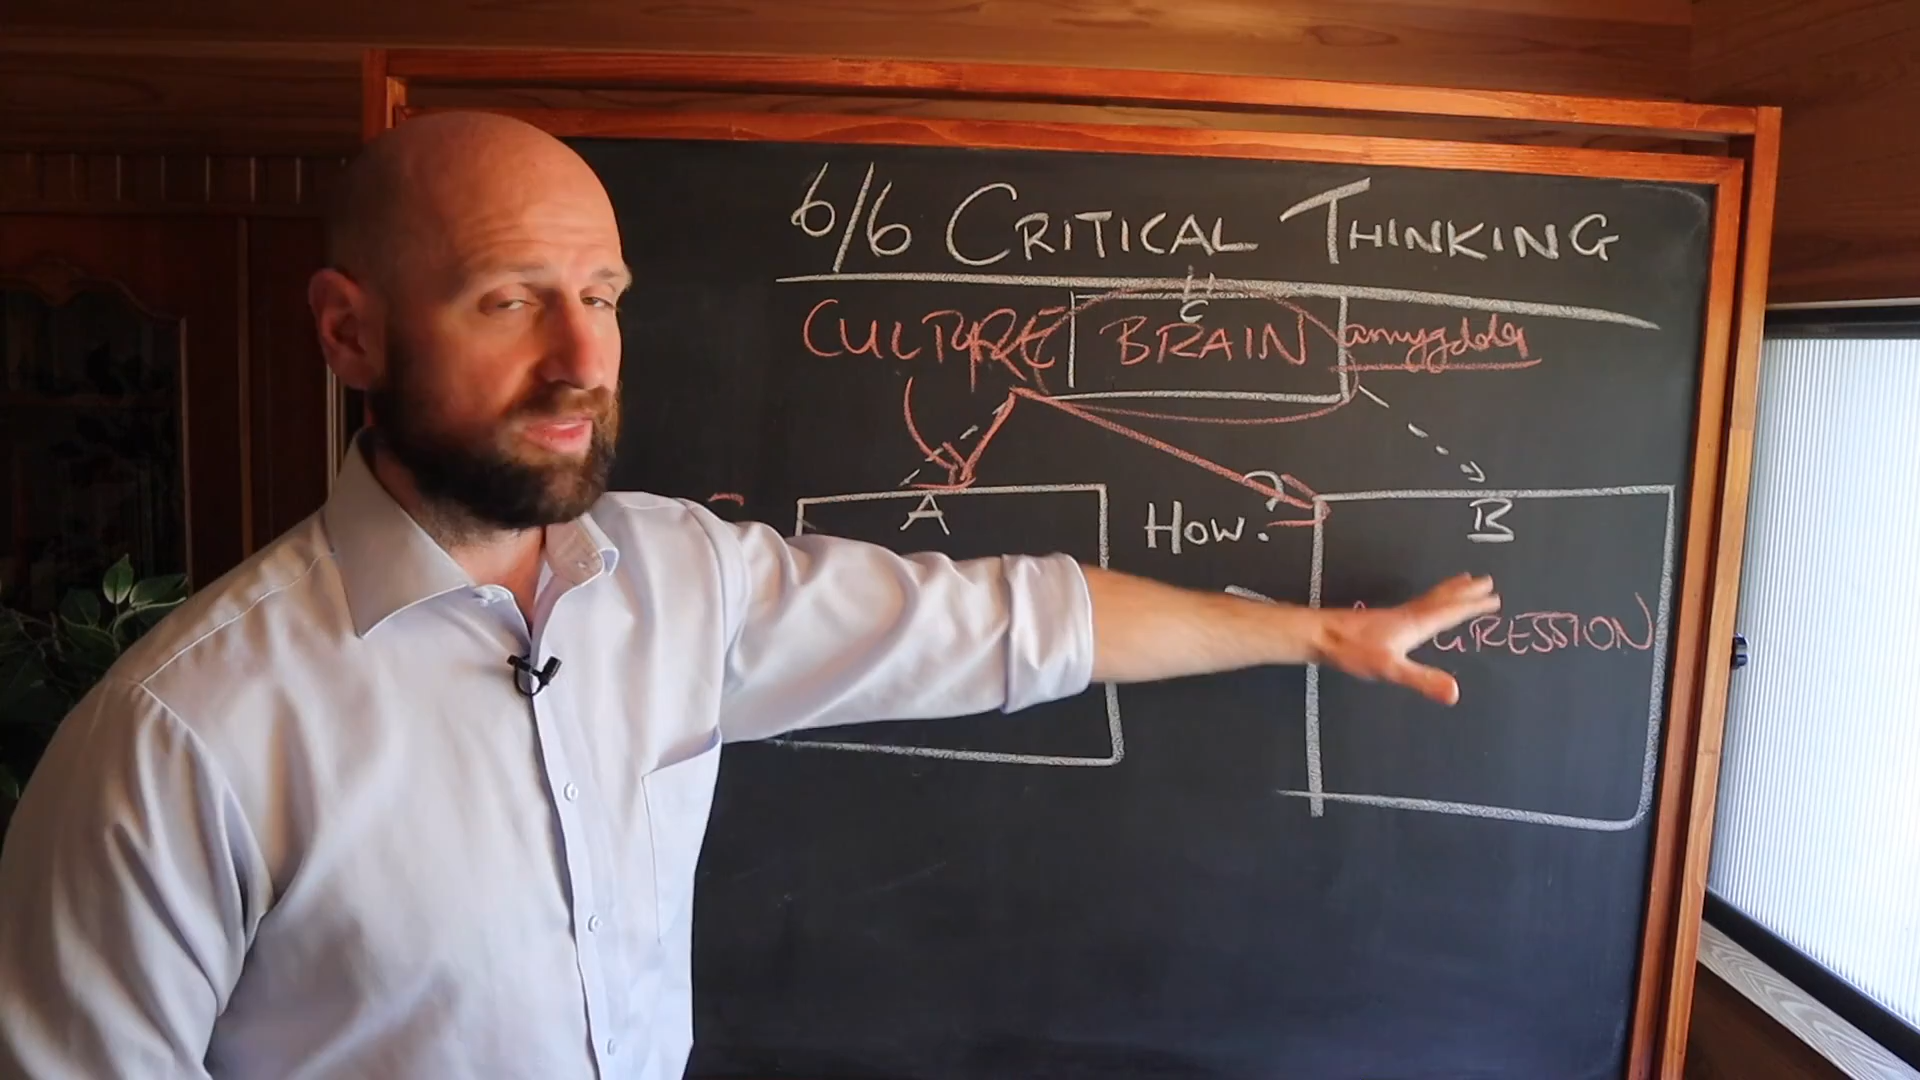 6/6 CRITICAL THINKING
C
CULTURE BRAIN amygdala
A
How?
B
GRESSION